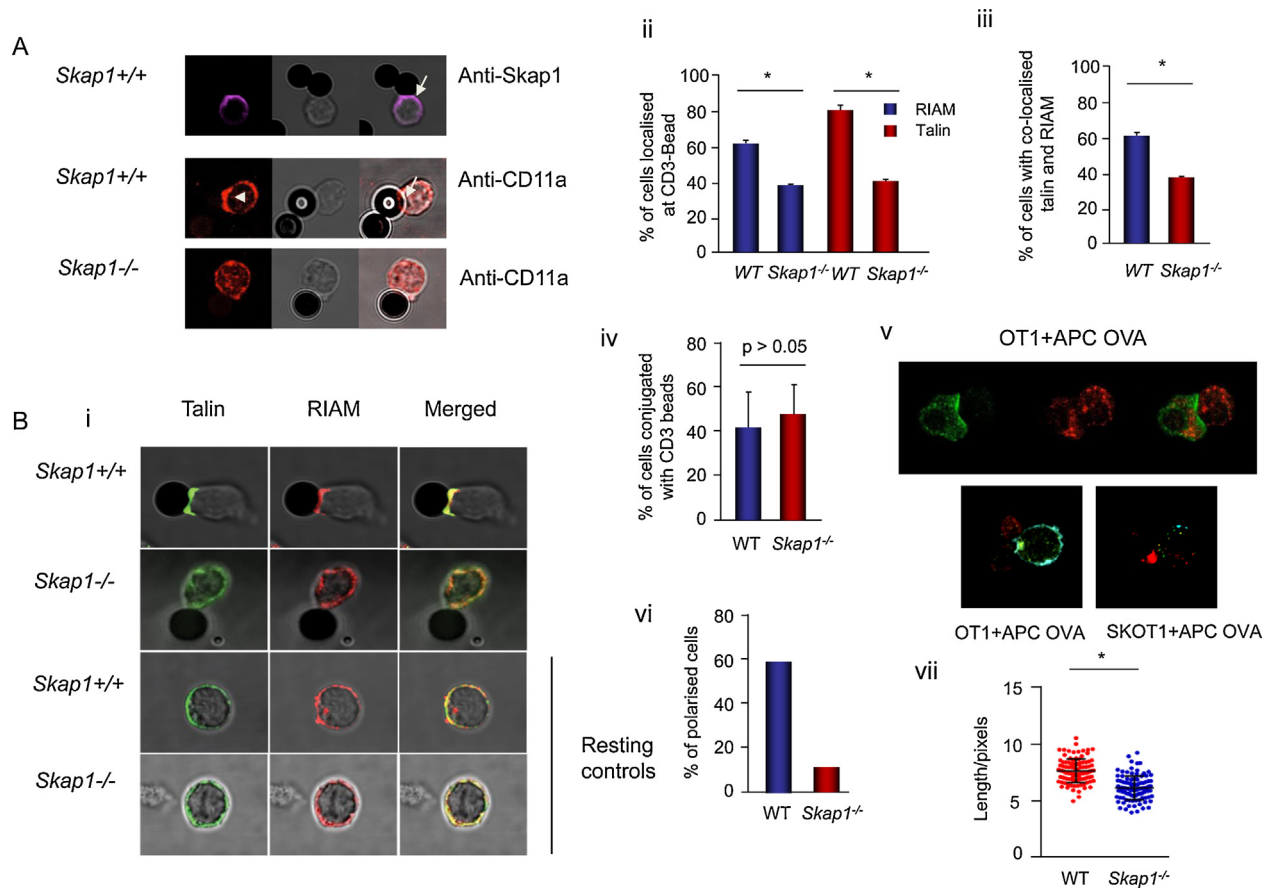 A
Skap1+/+
Anti-Skap1
Skap1+/+
Anti-CD11a
Skap1-/-
Anti-CD11a
B
i
Talin
RIAM
Merged
Skap1+/+
Skap1-/-
Skap1+/+
Skap1-/-
Resting
controls
ii
% of cells localised
at CD3-Bead
100
80
60
40
20
0
*
*
RIAM
Talin
WT Skap1-/- WT Skap1-/-
iii
% of cells with co-localised
talin and RIAM
100
80
60
40
20
0
*
WT Skap1-/-
iv
% of cells conjugated
with CD3 beads
80
60
40
20
0
p > 0.05
WT Skap1-/-
v
OT1+APC OVA
OT1+APC OVA
SKOT1+APC OVA
vi
% of polarised cells
80
60
40
20
0
WT Skap1-/-
vii
Length/pixels
15
10
5
0
*
WT Skap1-/-